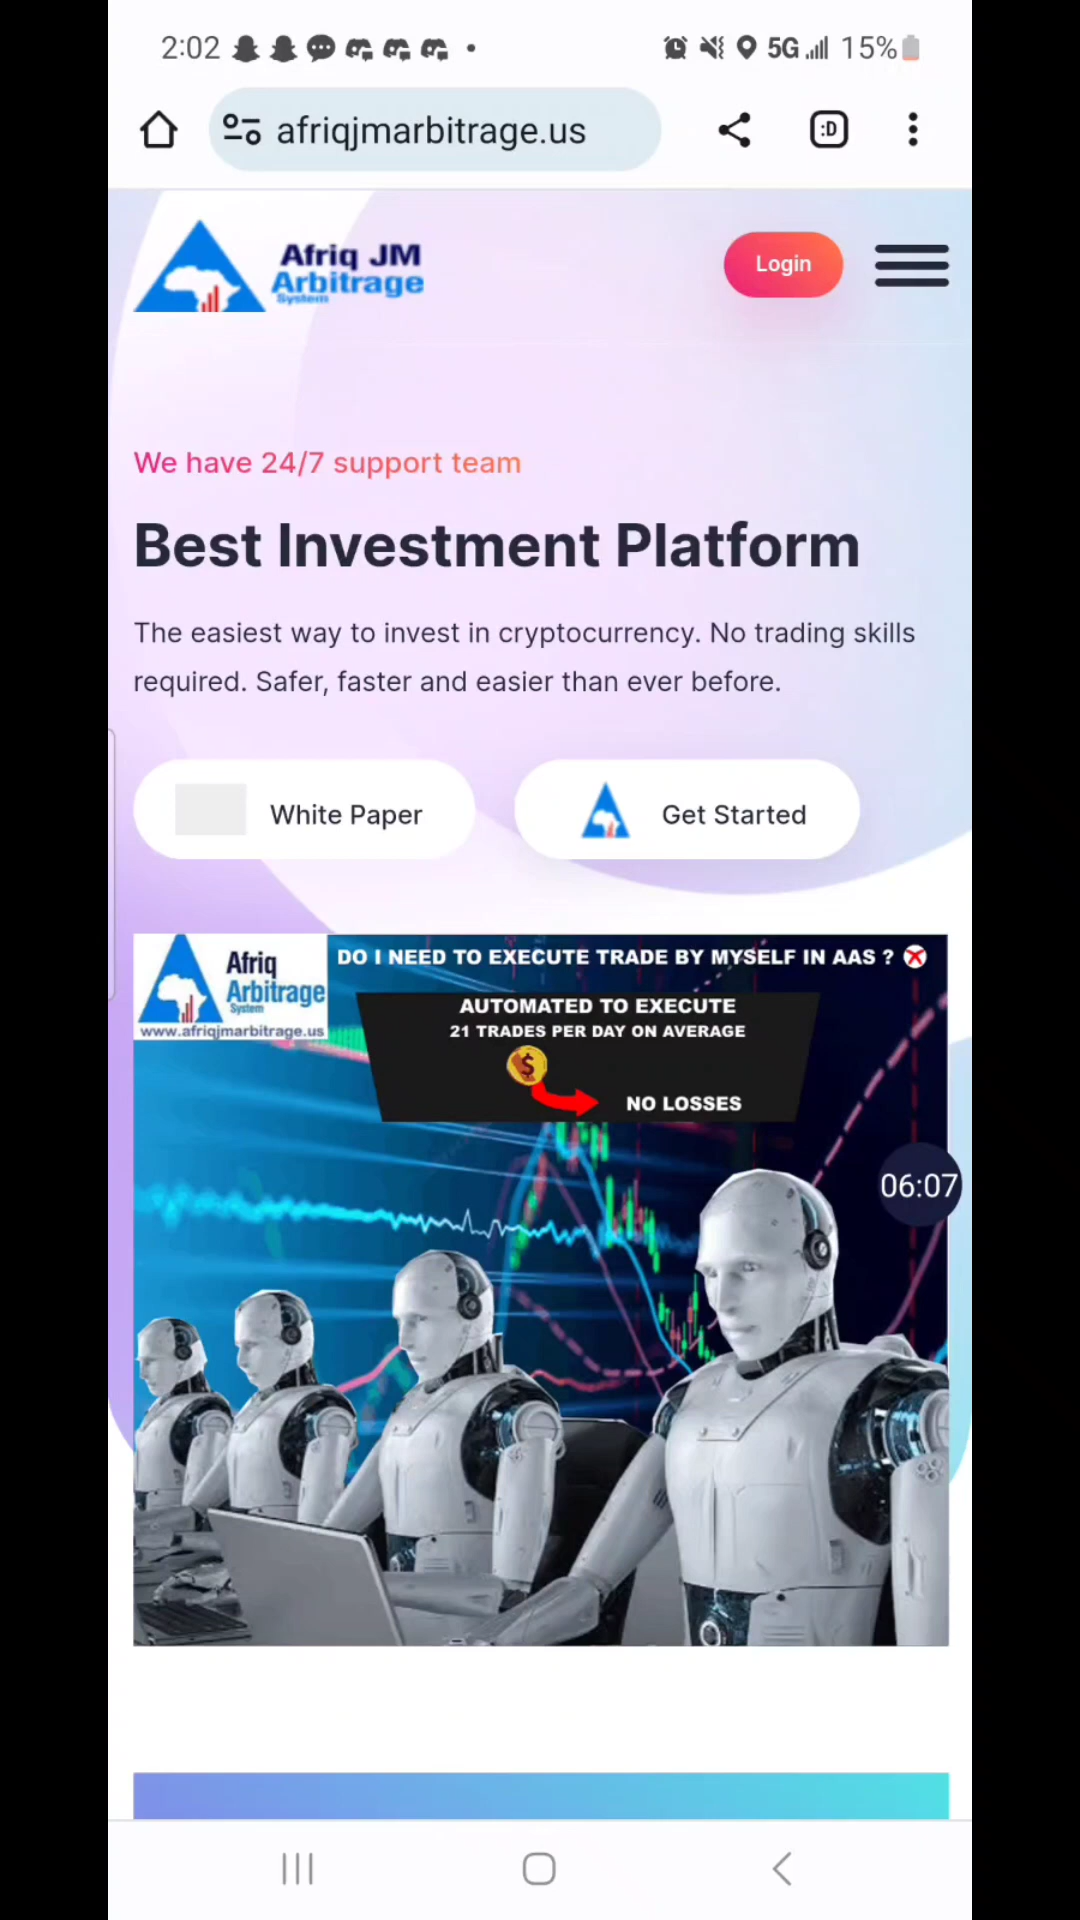 2:02
5G 15%
afriqjmarbitrage.us
:D
Afriq JM
Arbitrage
System
Login
We have 24/7 support team
Best Investment Platform
The easiest way to invest in cryptocurrency. No trading skills
required. Safer, faster and easier than ever before.
White Paper
Get Started
Afriq
Arbitrage
System
www.afriqjmarbitrage.us
DO I NEED TO EXECUTE TRADE BY MYSELF IN AAS ?
AUTOMATED TO EXECUTE
21 TRADES PER DAY ON AVERAGE
$
NO LOSSES
06:07